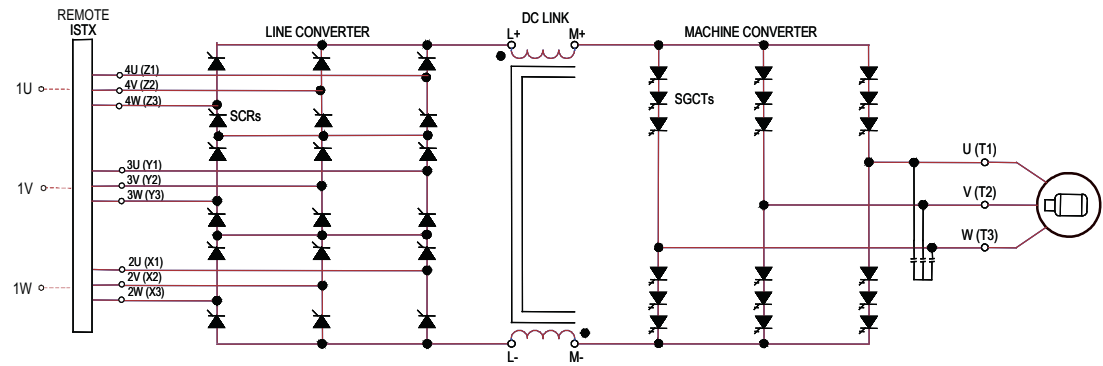 REMOTE
ISTX
LINE CONVERTER
DC LINK
L+
M+
MACHINE CONVERTER
4U (Z1)
1U
4V (Z2)
4W (Z3)
SCRs
SGCTs
U (T1)
3U (Y1)
1V
3V (Y2)
3W (Y3)
V (T2)
W (T3)
2U (X1)
2V (X2)
1W
2W (X3)
L-
M-